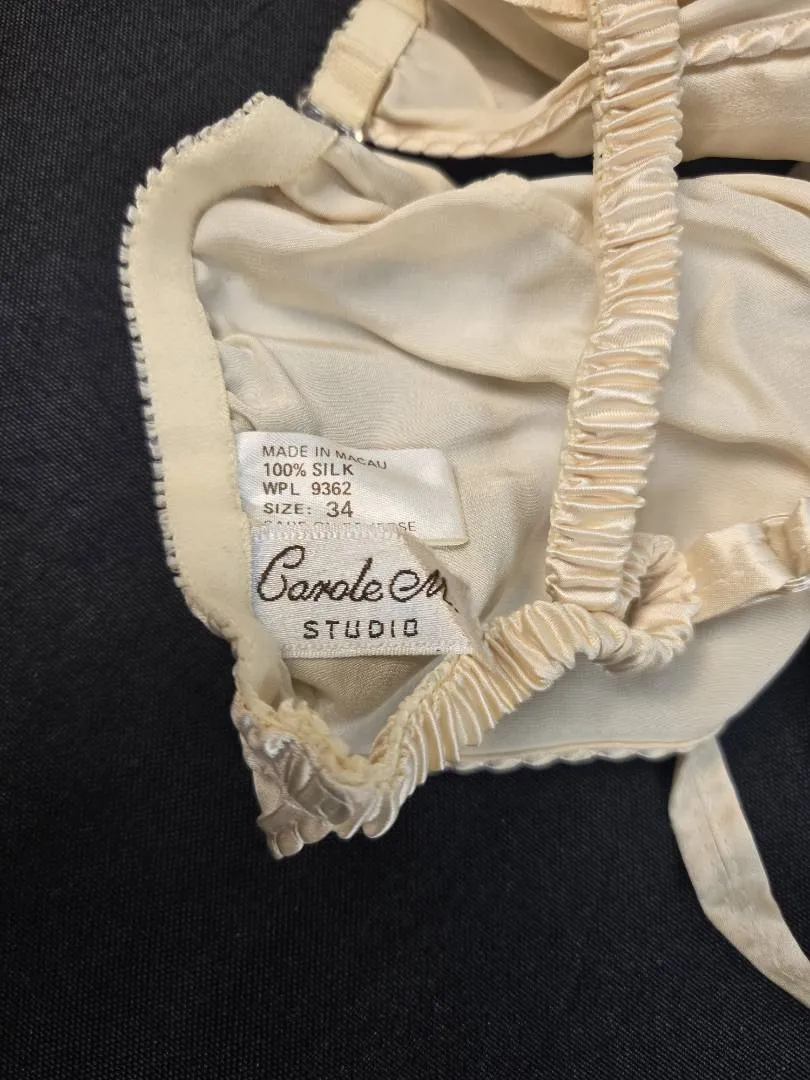 MADE IN MACAU
100% SILK
WPL 9362
SIZE: 34
Carole
STUDIO